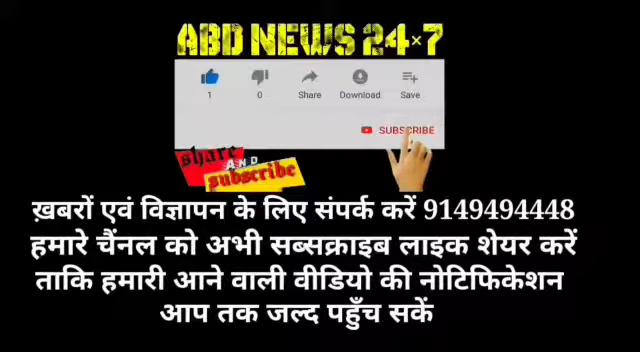 ABD NEWS 24×7
1 0 Share Download Save
SUBSCRIBE
share
AND
subscribe
ख़बरों एवं विज्ञापन के लिए संपर्क करें 9149494448
हमारे चैंनल को अभी सब्सक्राइब लाइक शेयर करें
ताकि हमारी आने वाली वीडियो की नोटिफिकेशन
आप तक जल्द पहुँच सकें